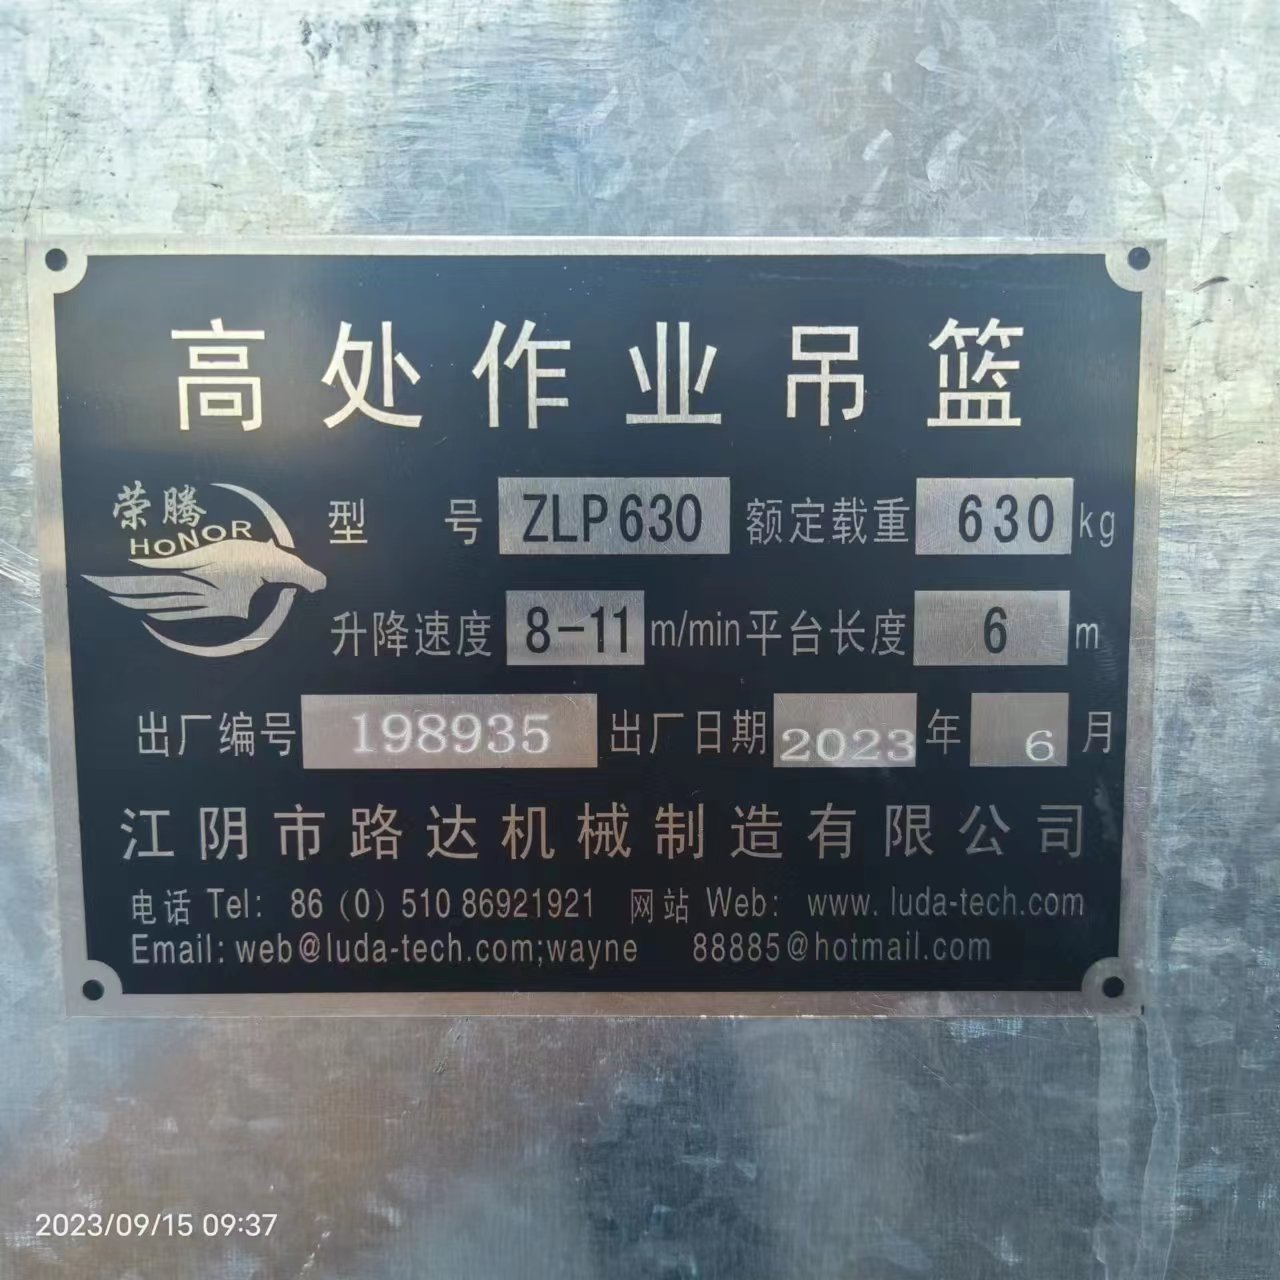 高处作业吊篮
荣腾
HONOR
型 号 ZLP630 额定载重 630 kg
升降速度 8-11 m/min 平台长度 6 m
出厂编号 198935 出厂日期 2023 年 6 月
江阴市路达机械制造有限公司
电话 Tel: 86 (0) 510 86921921 网站 Web: www.luda-tech.com
Email: web@luda-tech.com;wayne 88885@hotmail.com
2023/09/15 09:37